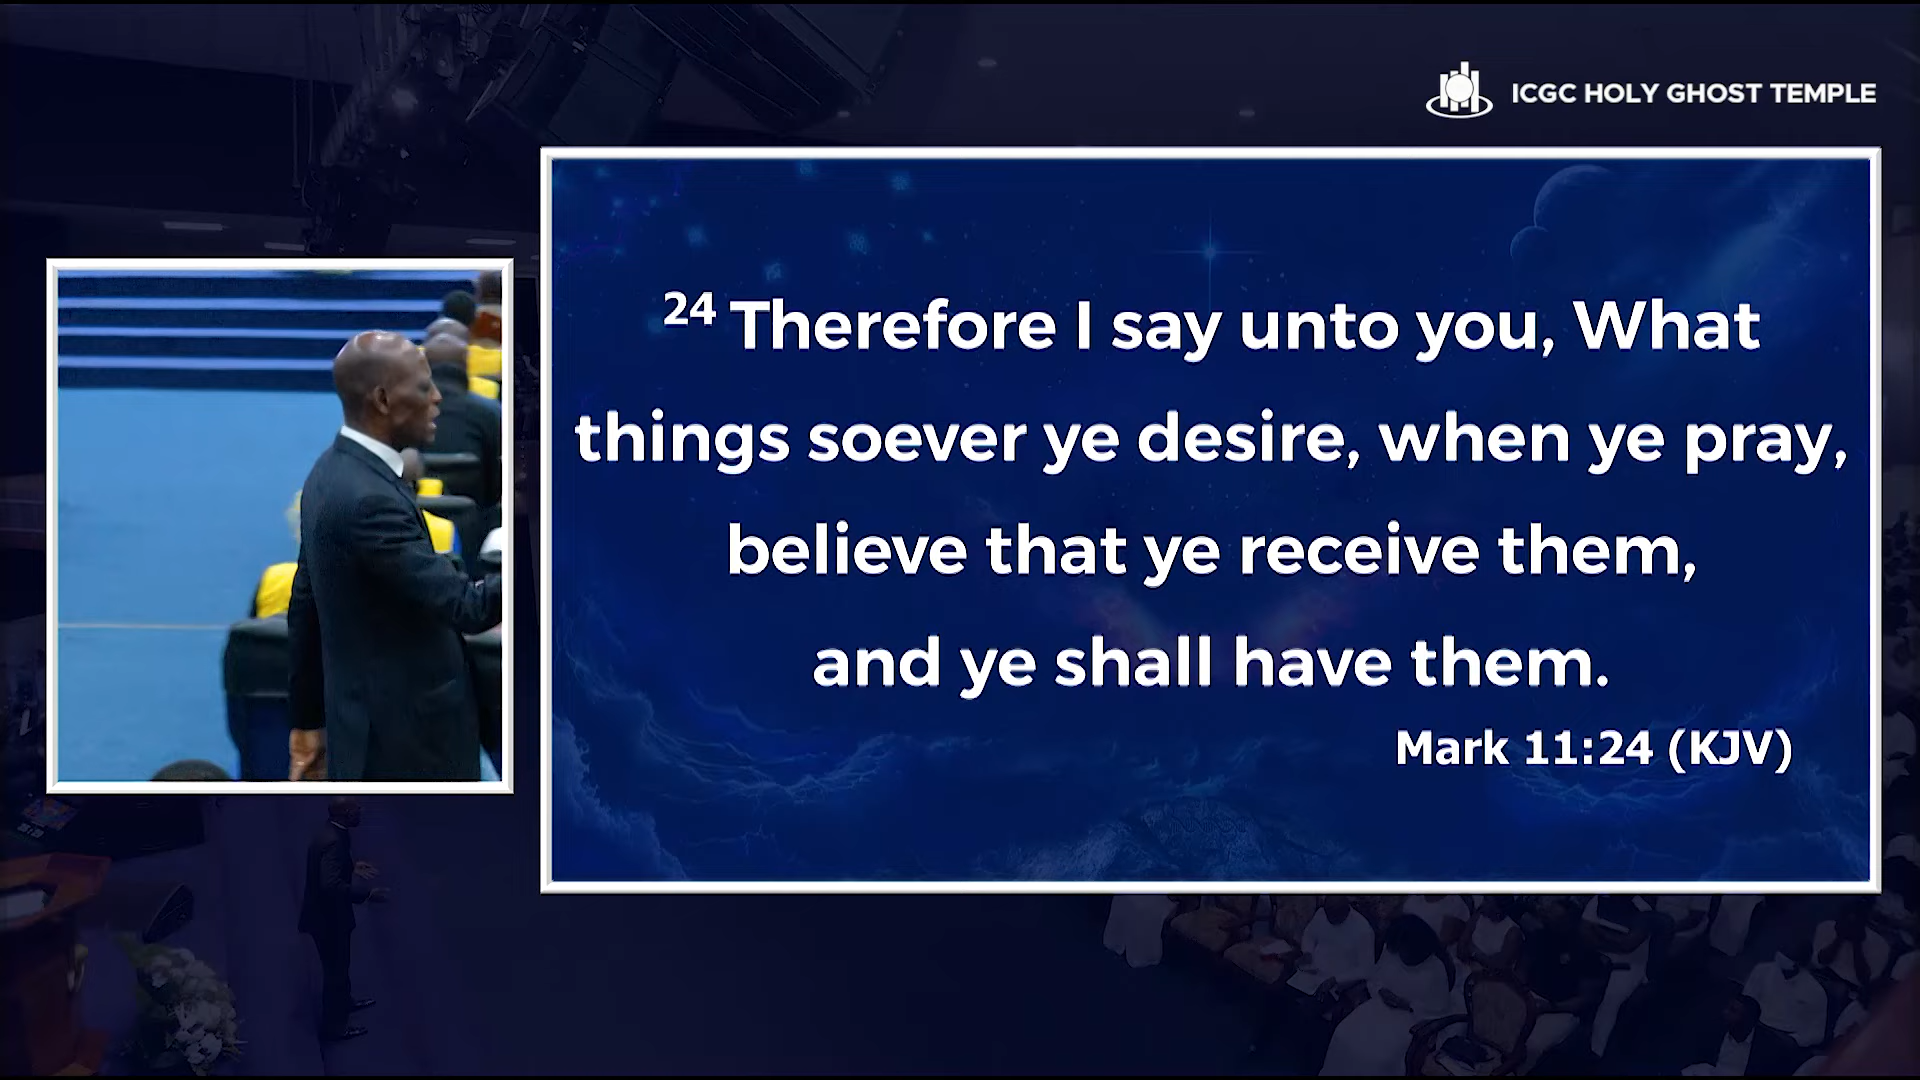 ICGC HOLY GHOST TEMPLE
24 Therefore I say unto you, What
things soever ye desire, when ye pray,
believe that ye receive them,
and ye shall have them.
Mark 11:24 (KJV)